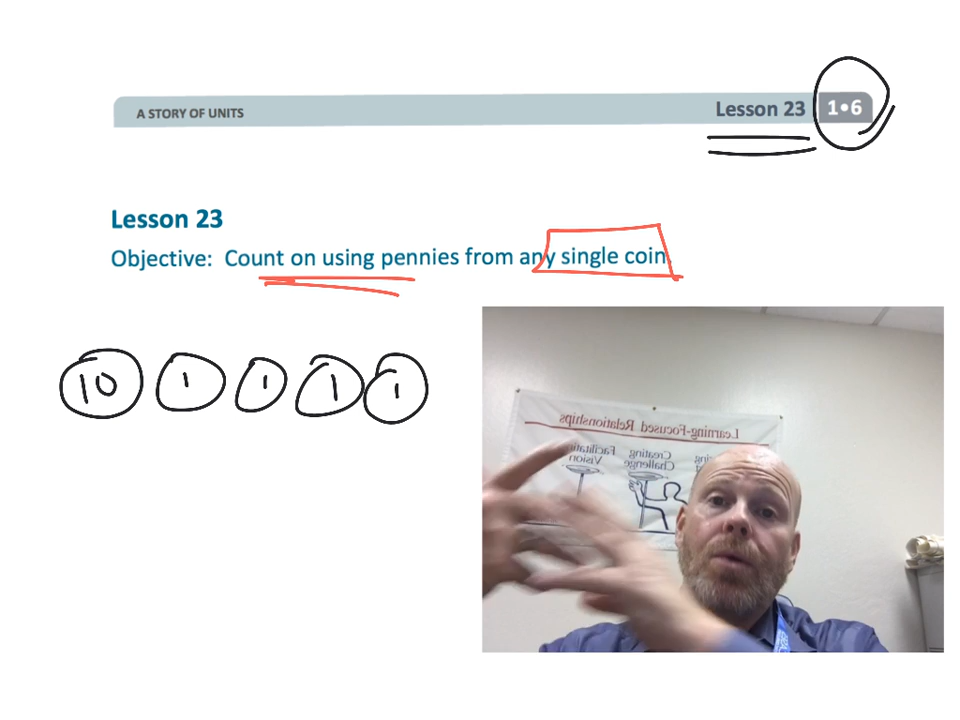 A STORY OF UNITS
Lesson 23 1•6
Lesson 23
Objective: Count on using pennies from any single coin.
10 1 1 1 1
Learning-Focused Relationships
Creating
Challenge
Vision